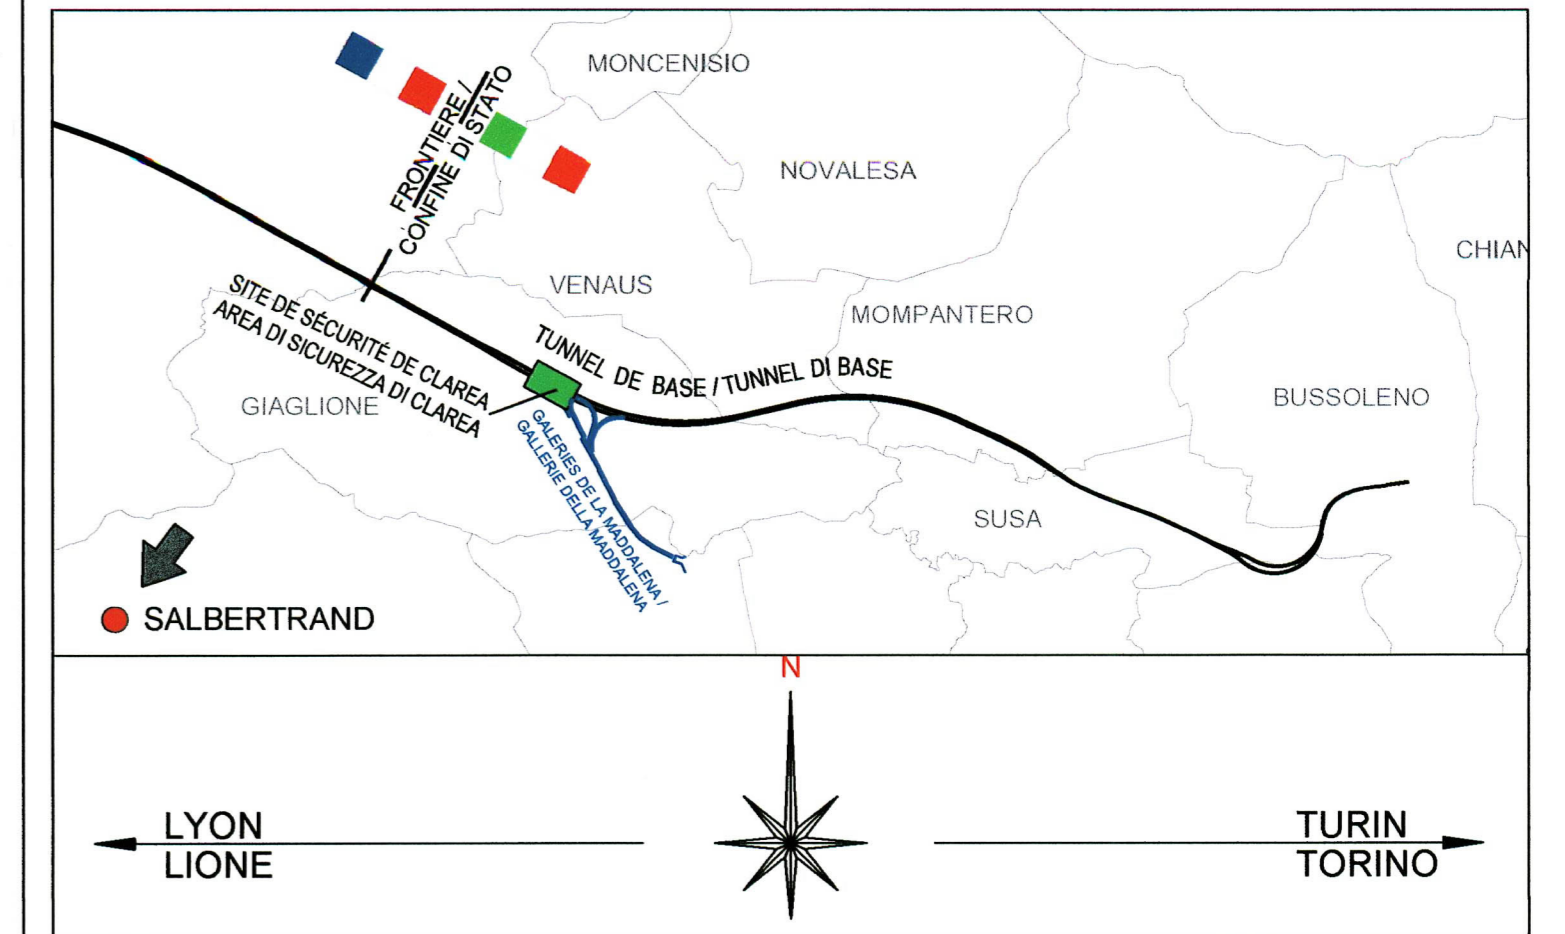 MONCENISIO
FRONTIERE /
CONFINE DI STATO
NOVALESA
CHIAN
VENAUS
SITE DE SÉCURITÉ DE CLAREA
AREA DI SICUREZZA DI CLAREA
MOMPANTERO
TUNNEL DE BASE / TUNNEL DI BASE
GIAGLIONE
BUSSOLENO
GALERIES DE LA MADDALENA /
GALLERIE DELLA MADDALENA
SUSA
SALBERTRAND
N
LYON
LIONE
TURIN
TORINO